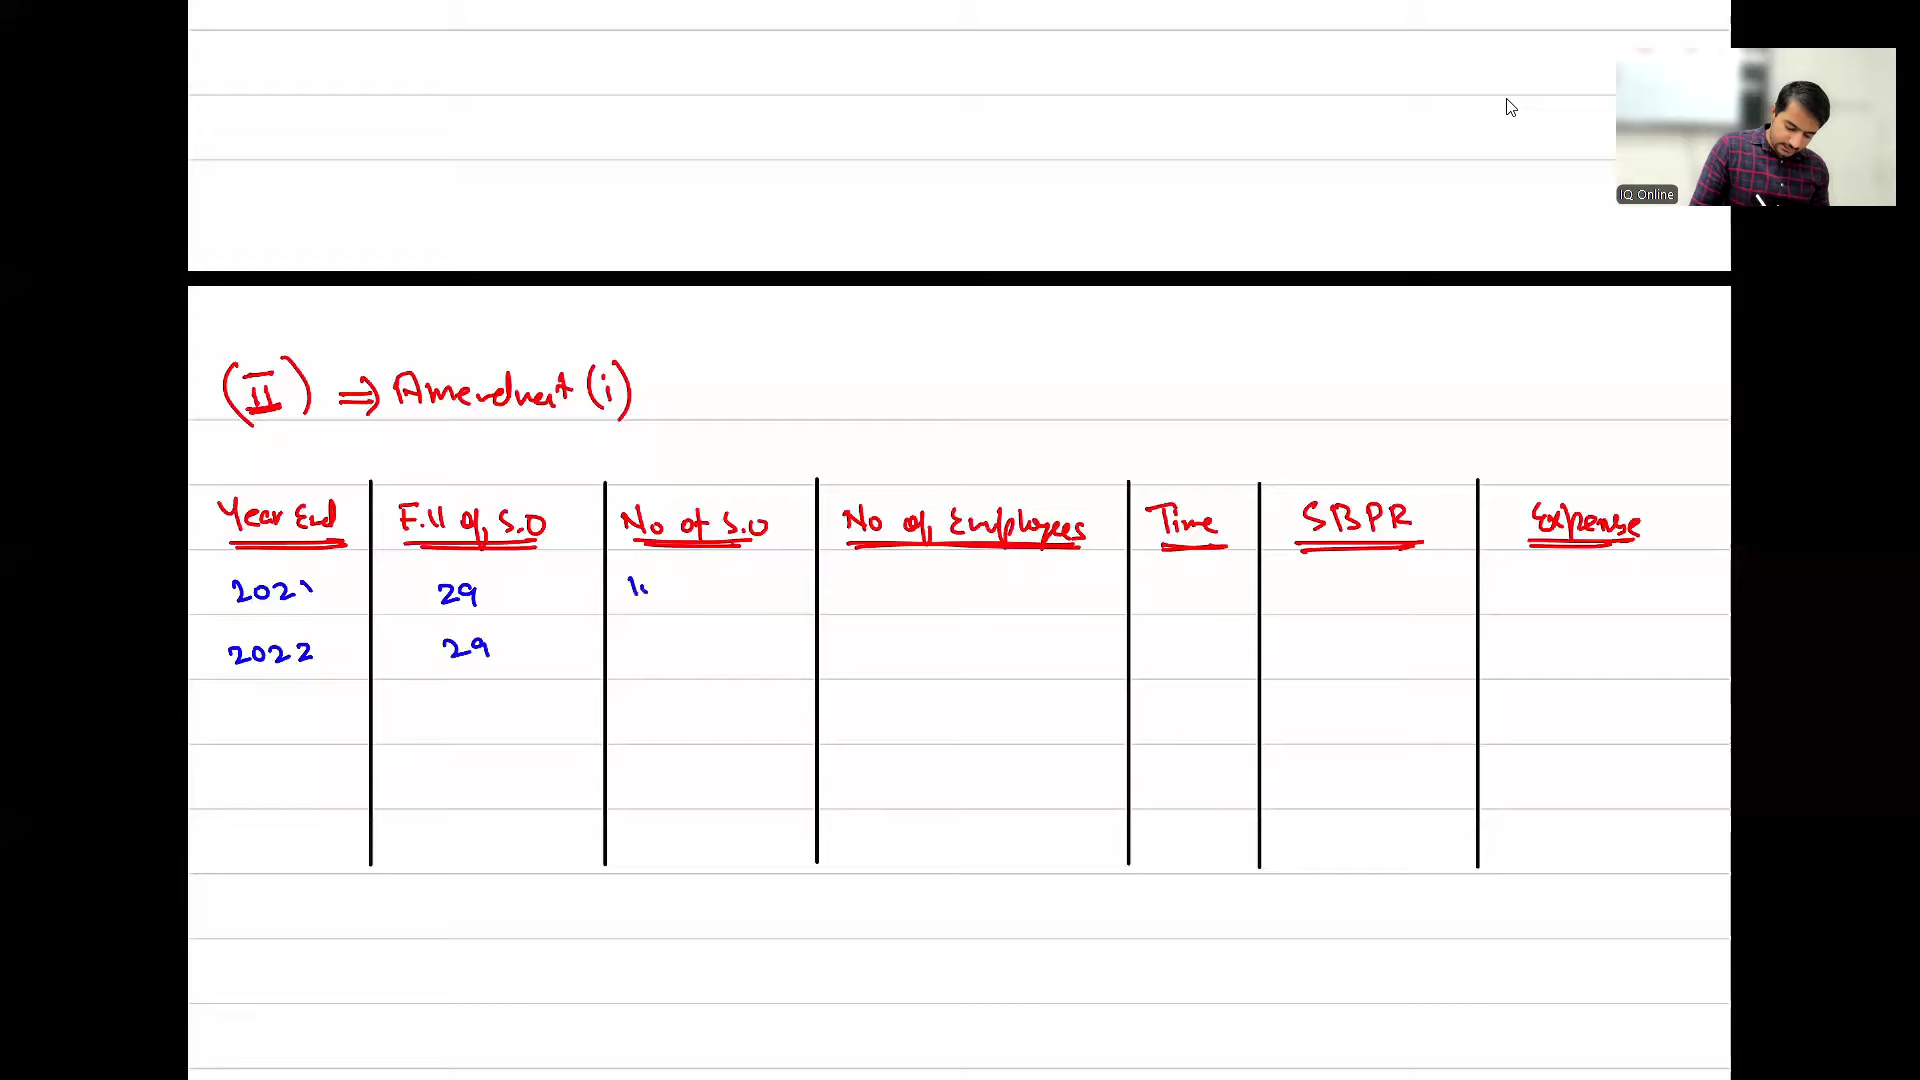 IQ Online
(II) ⇒ Amendment (i)
Year End F.V of S.O No of S.O No of Employees Time SBPR Expense
2021 29 10
2022 29